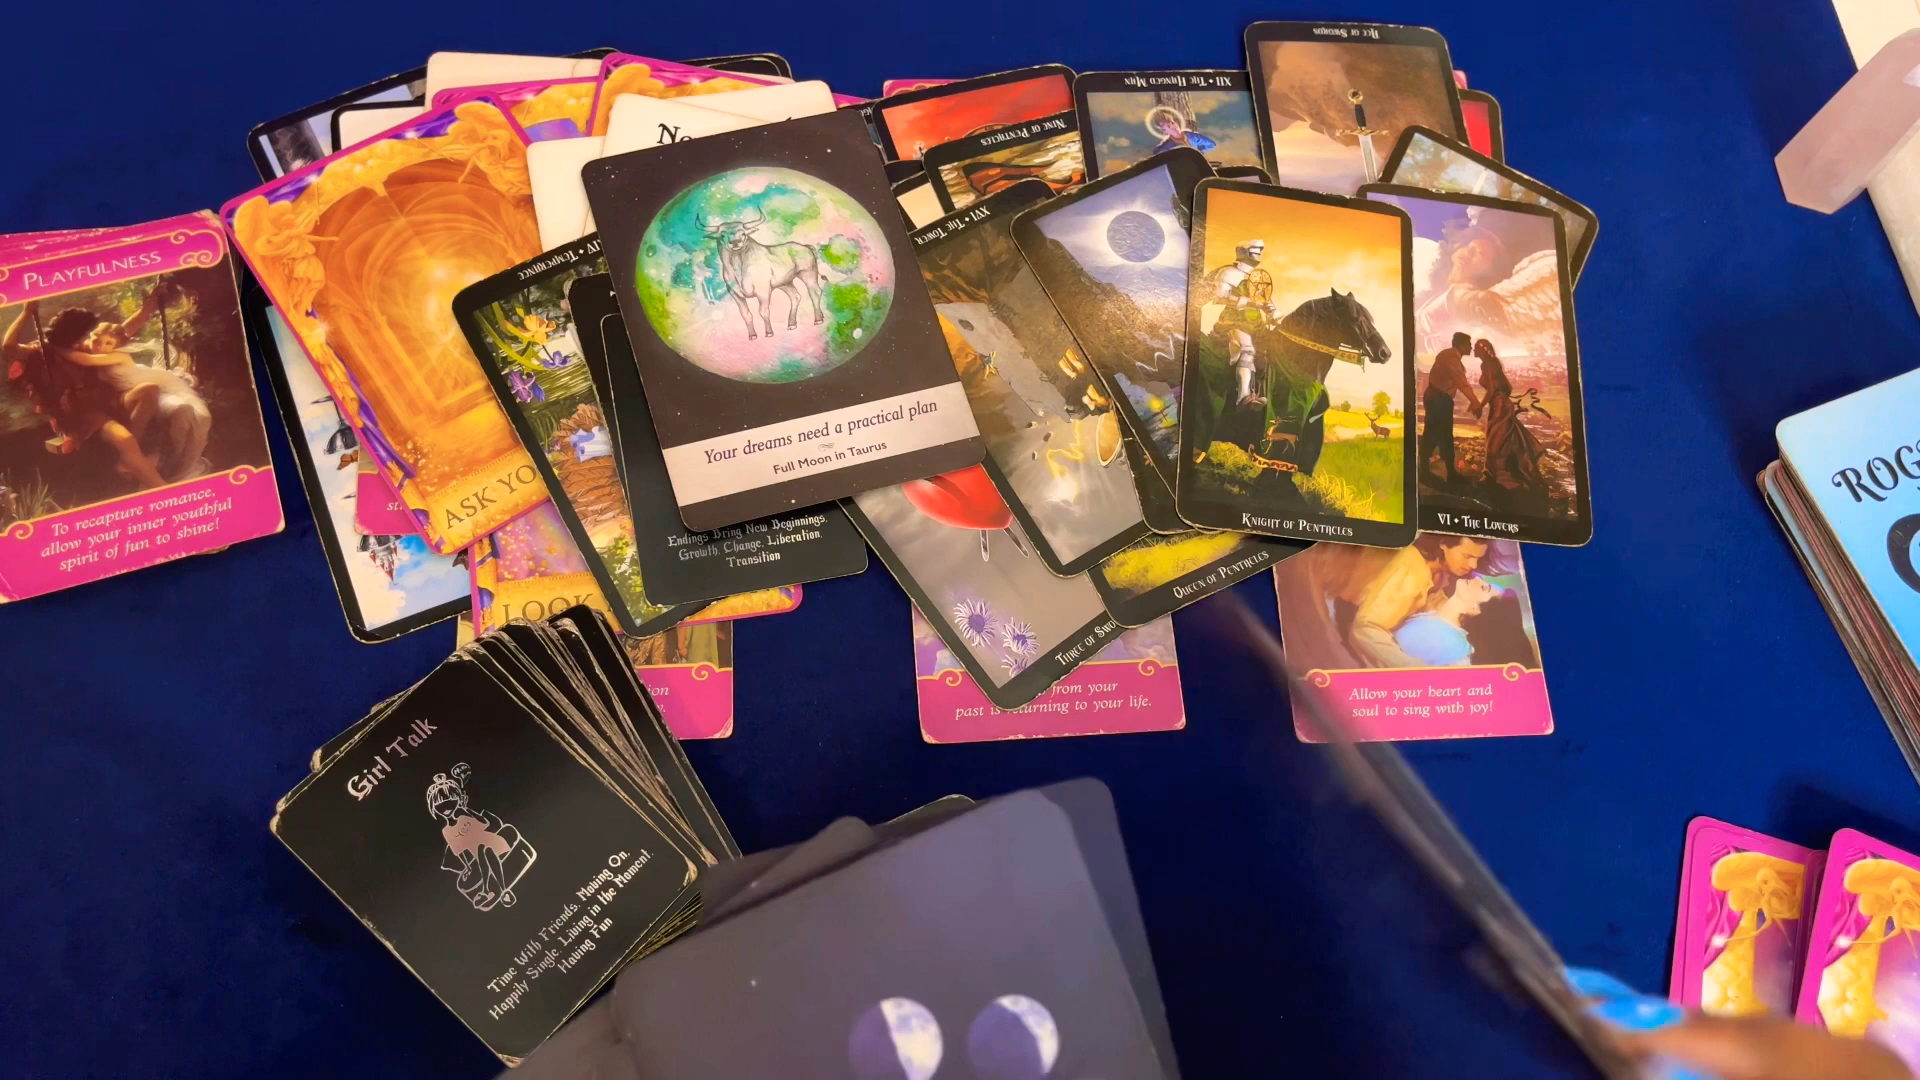 PLAYFULNESS
To recapture romance,
allow your inner youthful
spirit of fun to shine!
ASK YO
LOOK
XIV • TEMPERANCE
No
Your dreams need a practical plan
Full Moon in Taurus
Endings Bring New Beginnings,
Growth, Change, Liberation,
Transition
NINE OF PENTACLES
XII • THE HANGED MAN
ACE OF SWORDS
XVI • THE TOWER
KNIGHT OF PENTACLES
VI • THE LOVERS
QUEEN OF PENTACLES
THREE OF SWO
from your
past is returning to your life.
Allow your heart and
soul to sing with joy!
Girl Talk
Time With Friends, Moving On,
Happily Single, Living in the Moment,
Having Fun